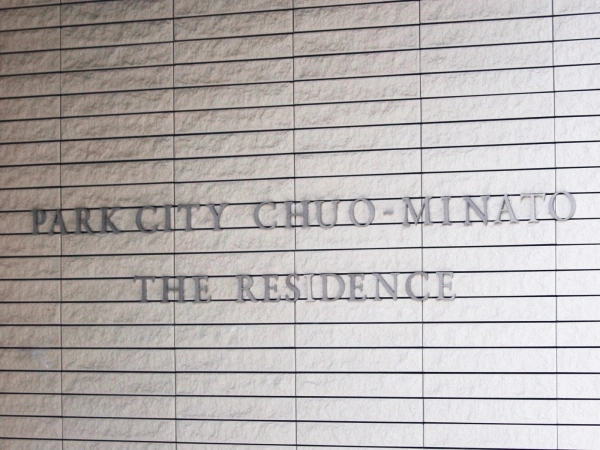 PARK CITY CHUO-MINATO
THE RESIDENCE